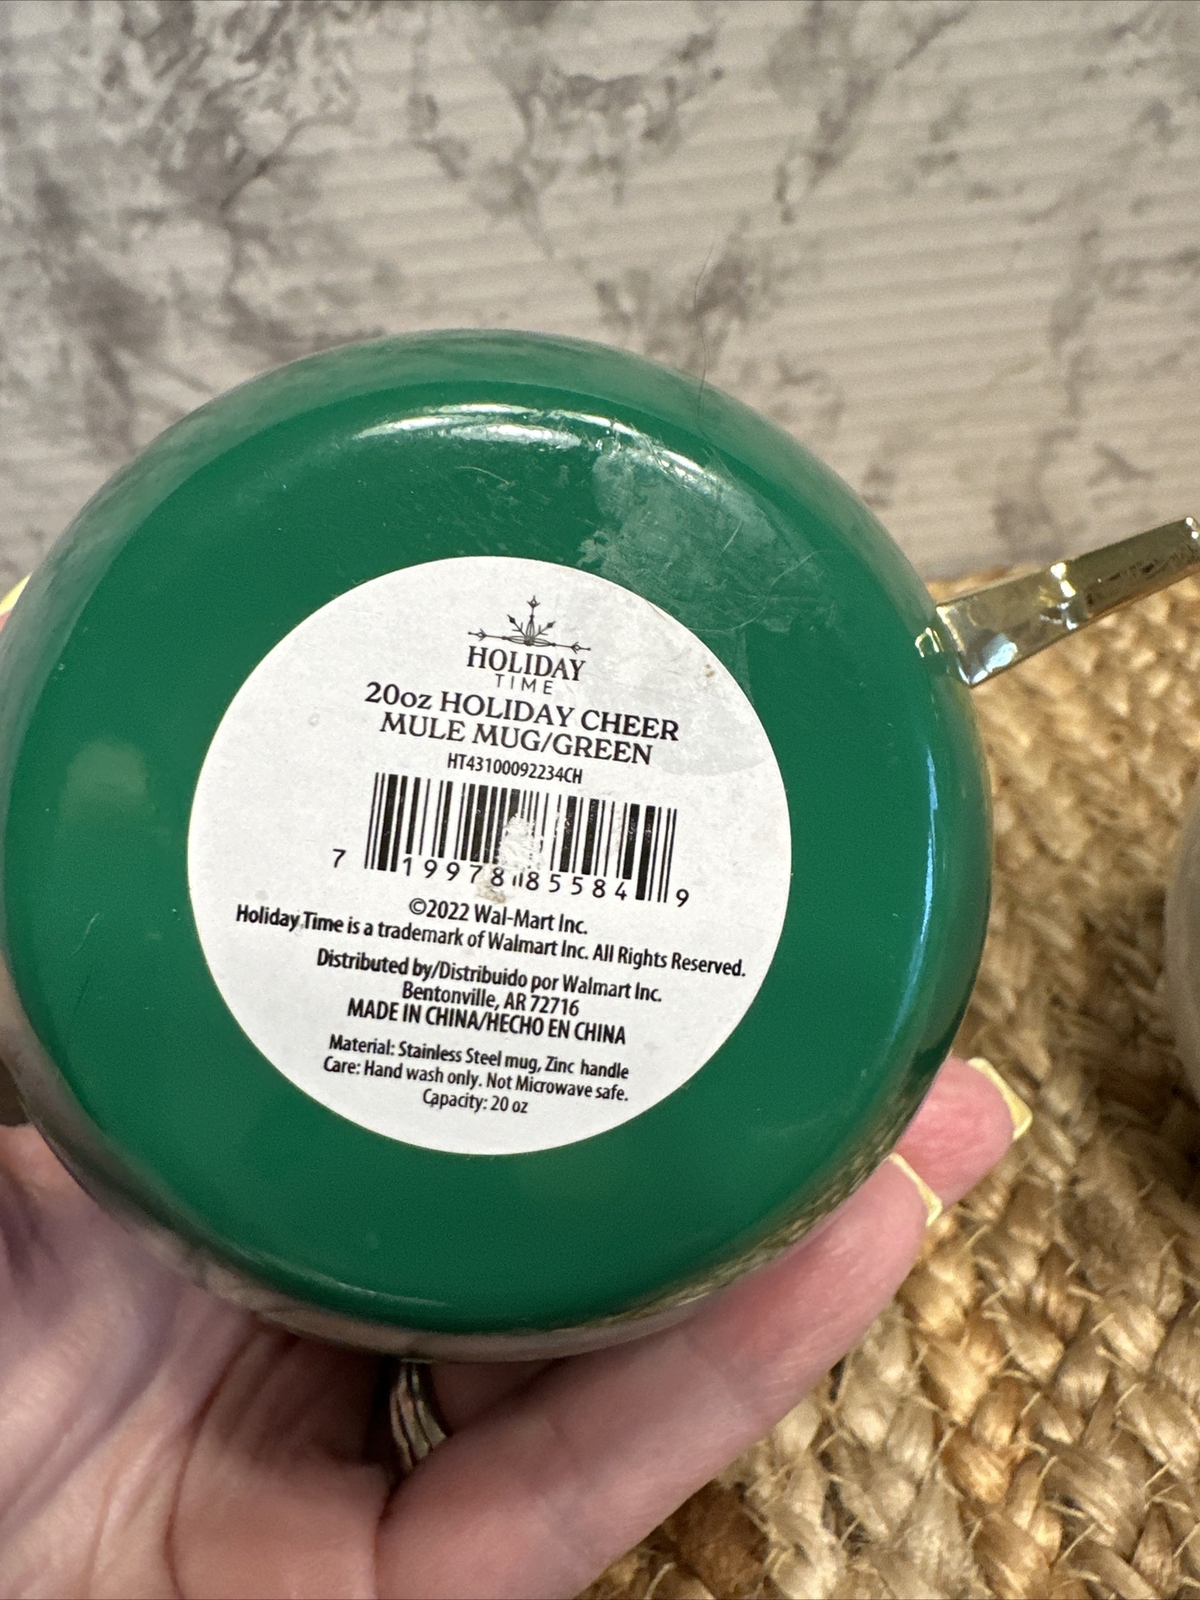 HOLIDAY
TIME
20oz HOLIDAY CHEER
MULE MUG/GREEN
HT43100092234CH
7 19978 85584 9
©2022 Wal-Mart Inc.
Holiday Time is a trademark of Walmart Inc. All Rights Reserved.
Distributed by/Distribuido por Walmart Inc.
Bentonville, AR 72716
MADE IN CHINA/HECHO EN CHINA
Material: Stainless Steel mug, Zinc handle
Care: Hand wash only. Not Microwave safe.
Capacity: 20 oz